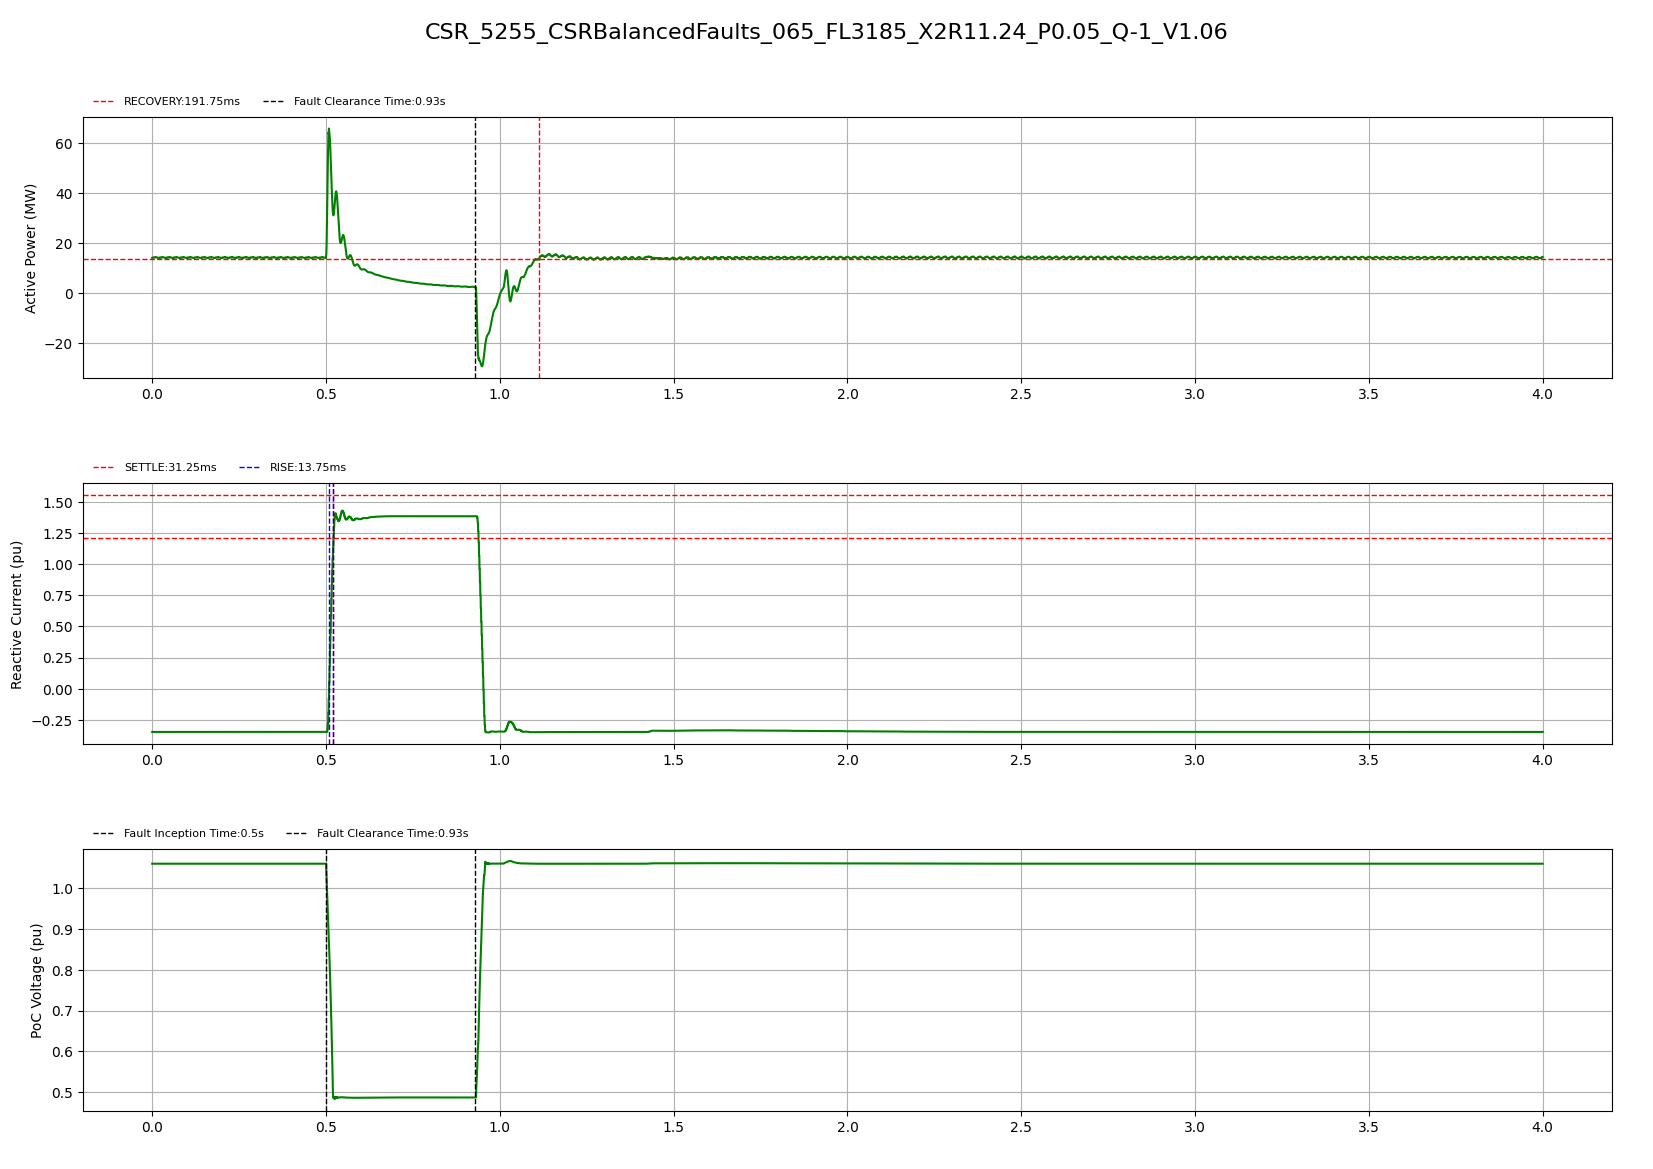 CSR_5255_CSRBalancedFaults_065_FL3185_X2R11.24_P0.05_Q-1_V1.06
RECOVERY:191.75ms Fault Clearance Time:0.93s
Active Power (MW)
60
40
20
0
−20
0.0 0.5 1.0 1.5 2.0 2.5 3.0 3.5 4.0
SETTLE:31.25ms RISE:13.75ms
Reactive Current (pu)
1.50
1.25
1.00
0.75
0.50
0.25
0.00
−0.25
0.0 0.5 1.0 1.5 2.0 2.5 3.0 3.5 4.0
Fault Inception Time:0.5s Fault Clearance Time:0.93s
PoC Voltage (pu)
1.0
0.9
0.8
0.7
0.6
0.5
0.0 0.5 1.0 1.5 2.0 2.5 3.0 3.5 4.0